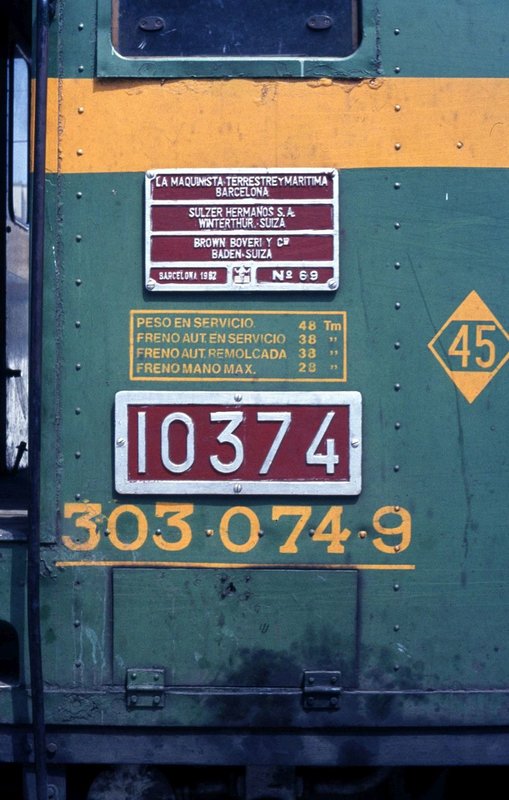 LA MAQUINISTA TERRESTRE Y MARITIMA
BARCELONA
SULZER HERMANOS S.A.
WINTERTHUR.-SUIZA
BROWN BOVERI Y Cᴵᴬ
BADEN-SUIZA
BARCELONA 1962 Nº 69
PESO EN SERVICIO. 48 Tm
FRENO AUT. EN SERVICIO 38 "
FRENO AUT. REMOLCADA 38 "
FRENO MANO MAX. 28 "
45
10374
303·074·9